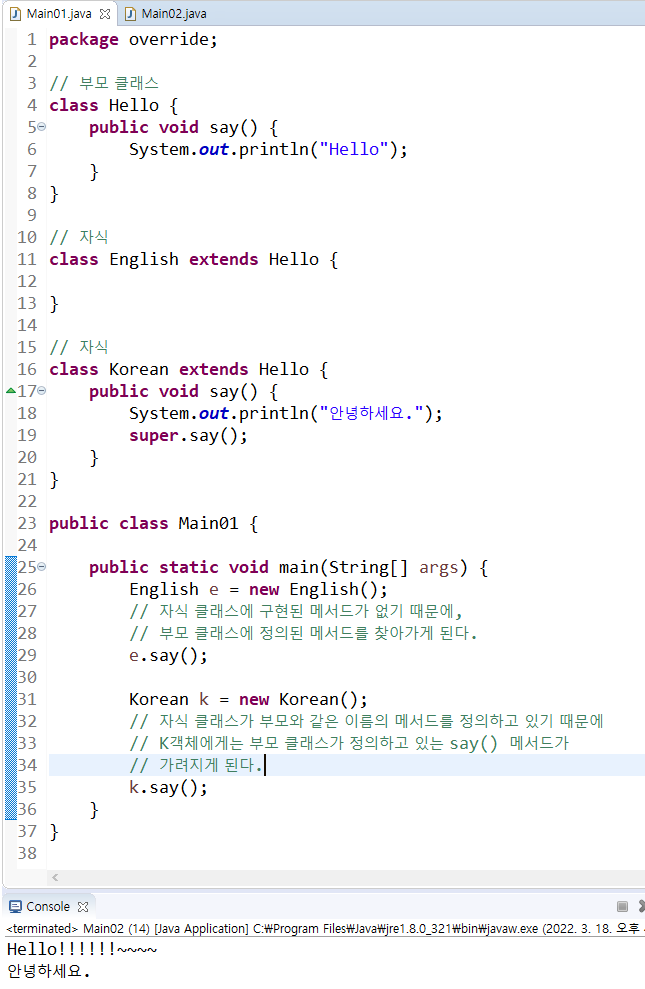 Main01.java Main02.java
1 package override;
2
3 // 부모 클래스
4 class Hello {
5 public void say() {
6 System.out.println("Hello");
7 }
8 }
9
10 // 자식
11 class English extends Hello {
12
13 }
14
15 // 자식
16 class Korean extends Hello {
17 public void say() {
18 System.out.println("안녕하세요.");
19 super.say();
20 }
21 }
22
23 public class Main01 {
24
25 public static void main(String[] args) {
26 English e = new English();
27 // 자식 클래스에 구현된 메서드가 없기 때문에,
28 // 부모 클래스에 정의된 메서드를 찾아가게 된다.
29 e.say();
30
31 Korean k = new Korean();
32 // 자식 클래스가 부모와 같은 이름의 메서드를 정의하고 있기 때문에
33 // K객체에게는 부모 클래스가 정의하고 있는 say() 메서드가
34 // 가려지게 된다.
35 k.say();
36 }
37 }
38
Console
<terminated> Main02 (14) [Java Application] C:₩Program Files₩Java₩jre1.8.0_321₩bin₩javaw.exe (2022. 3. 18. 오후
Hello!!!!!!~~~~
안녕하세요.